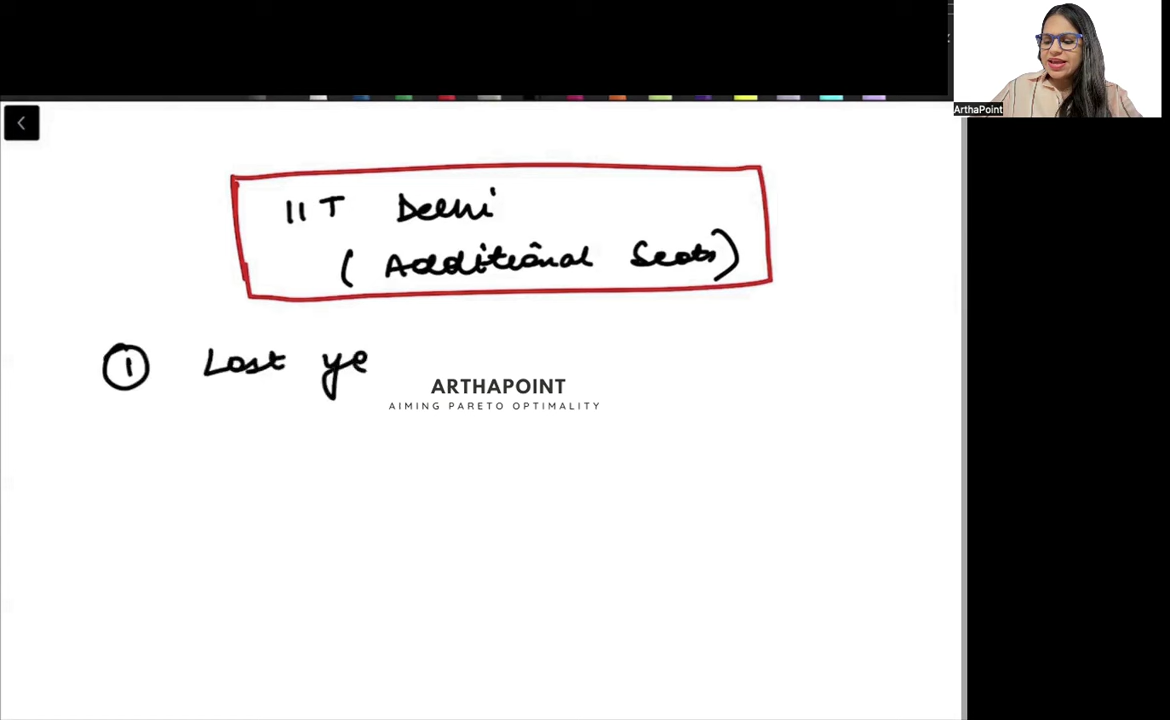 ArthaPoint
IIT Delhi
(Additional Seats)
1 Last ye
ARTHAPOINT
AIMING PARETO OPTIMALITY